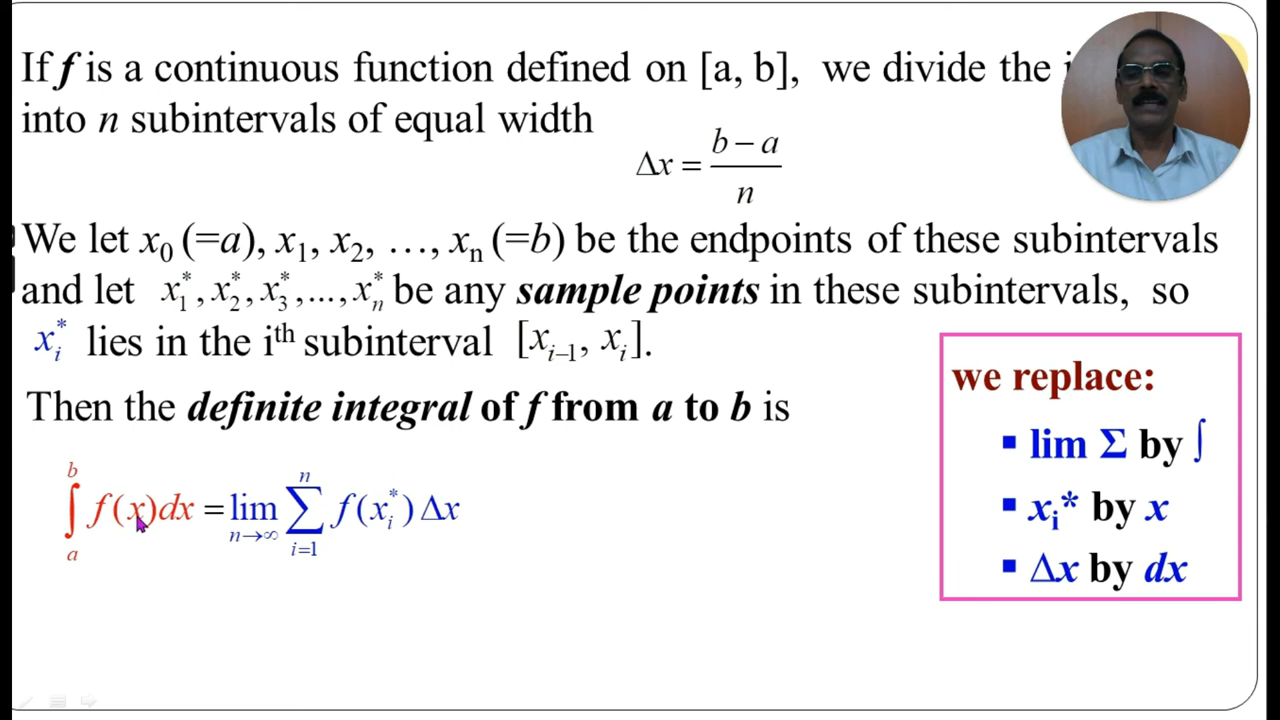 If f is a continuous function defined on [a, b], we divide the
into n subintervals of equal width
Δx = (b − a)/n
We let x₀ (=a), x₁, x₂, …, xₙ (=b) be the endpoints of these subintervals
and let x₁*, x₂*, x₃*,..., xₙ* be any sample points in these subintervals, so
xᵢ* lies in the iᵗʰ subinterval [xᵢ₋₁, xᵢ].
Then the definite integral of f from a to b is
∫ₐᵇ f(x)dx = lim n→∞ ∑ i=1 n f(xᵢ*) Δx
we replace:
▪ lim Σ by ∫
▪ xᵢ* by x
▪ Δx by dx